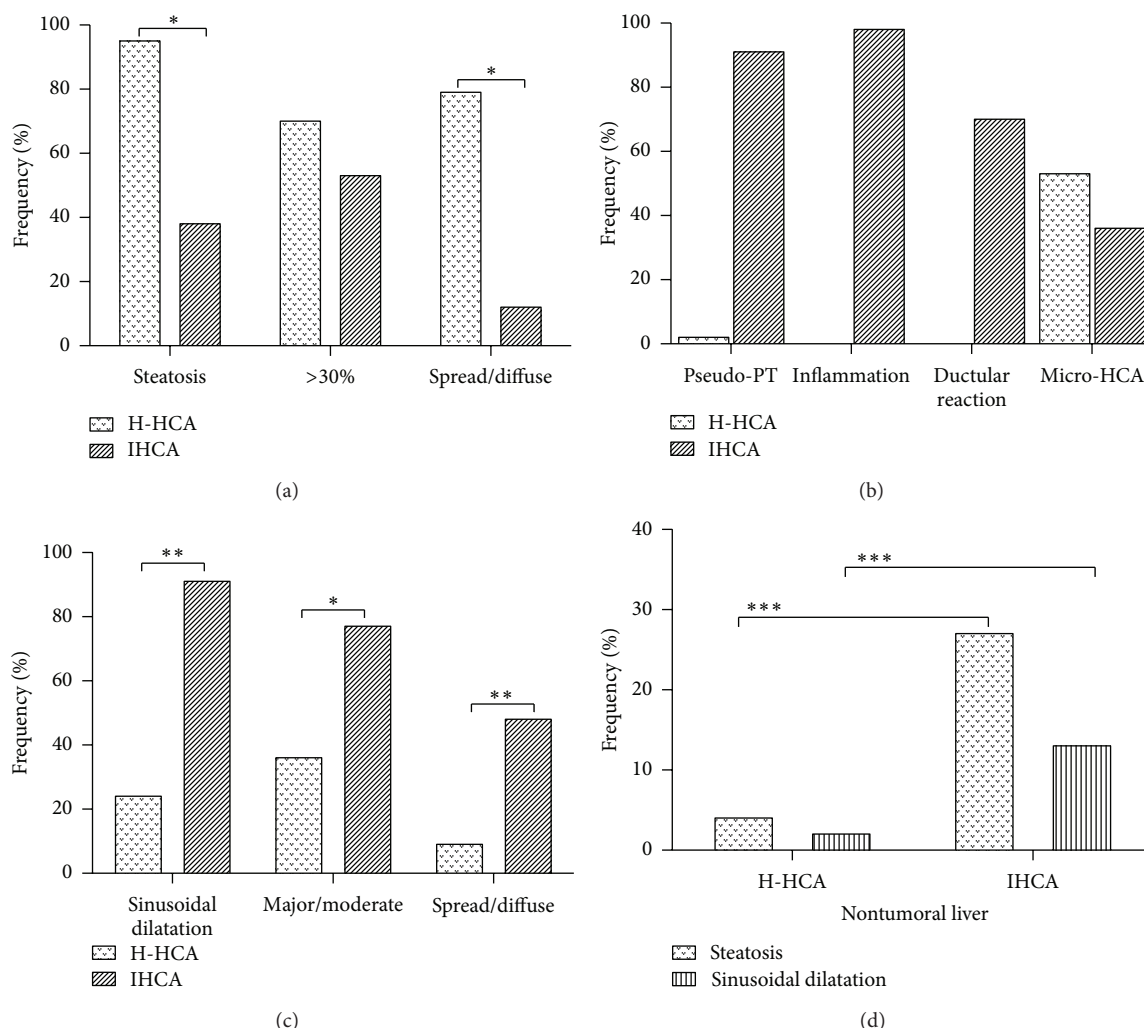 100
80
60
40
20
0
Frequency (%)
*
*
Steatosis
>30%
Spread/diffuse
H-HCA
IHCA
(a)
100
80
60
40
20
0
Frequency (%)
Pseudo-PT
Inflammation
Ductular
reaction
Micro-HCA
H-HCA
IHCA
(b)
100
80
60
40
20
0
Frequency (%)
**
*
**
Sinusoidal
dilatation
Major/moderate
Spread/diffuse
H-HCA
IHCA
(c)
40
30
20
10
0
Frequency (%)
***
***
H-HCA
IHCA
Nontumoral liver
Steatosis
Sinusoidal dilatation
(d)